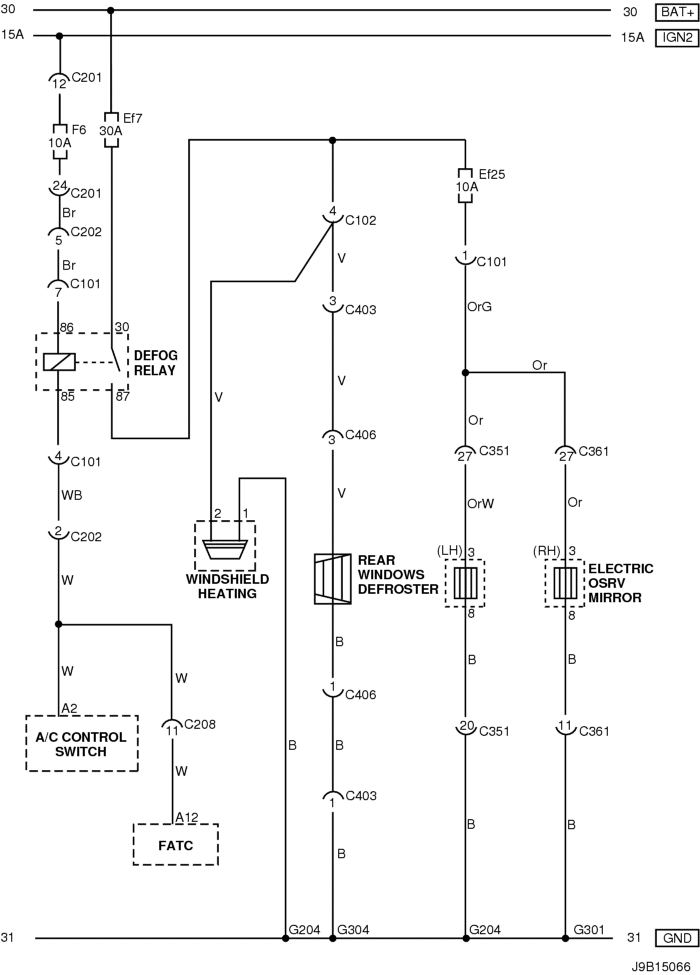 30
30
BAT+
15A
15A
IGN2
C201
12
Ef7
30A
F6
10A
Ef25
10A
24
C201
Br
4
C102
C202
5
V
1
C101
Br
C101
7
3
C403
OrG
86
30
DEFOG
RELAY
Or
V
85
87
V
Or
C406
3
4
C101
C351
27
C361
27
WB
V
OrW
Or
2
1
2
C202
(LH)
3
(RH)
3
REAR
WINDOWS
DEFROSTER
ELECTRIC
OSRV
MIRROR
WINDSHIELD
HEATING
W
8
8
B
W
W
B
B
1
C406
A2
C208
11
20
C351
11
C361
A/C CONTROL
SWITCH
B
B
W
C403
1
A12
B
B
FATC
B
G204
G304
G204
G301
31
31
GND
J9B15066